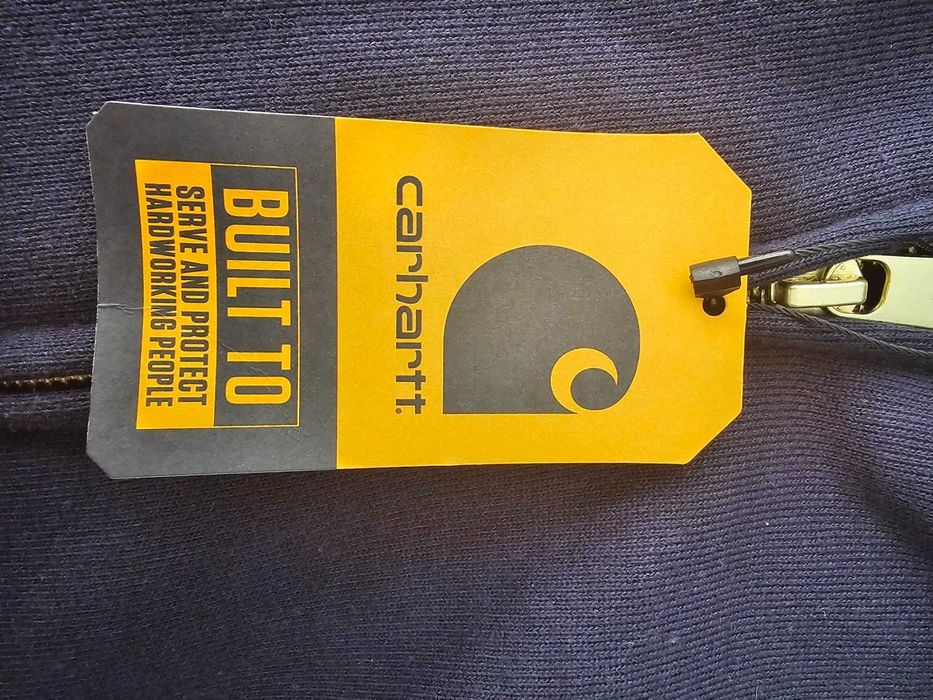 carhartt®
BUILT TO
SERVE AND PROTECT
HARDWORKING PEOPLE